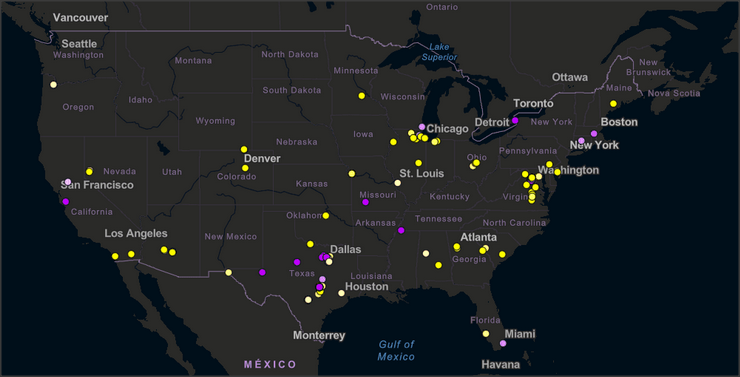 Ontario
Vancouver
Seattle
Washington
Montana
North Dakota
Lake
Superior
Minnesota
Ottawa
New
Brunswick
Maine
Nova Scotia
Oregon
Idaho
South Dakota
Wisconsin
Toronto
Wyoming
Iowa
Chicago
Detroit
New York
Boston
Nebraska
New York
Denver
Ohio
Pennsylvania
Nevada
Utah
Colorado
Kansas
St. Louis
Washington
San Francisco
Missouri
Kentucky
Virgin
California
Oklahom
Arkansas
Tennessee
North Carolina
Los Angeles
New Mexico
Dallas
Atlanta
Georgia
Texas
Louisiana
Houston
Florida
Monterrey
Miami
Gulf of
Mexico
MÉXICO
Havana